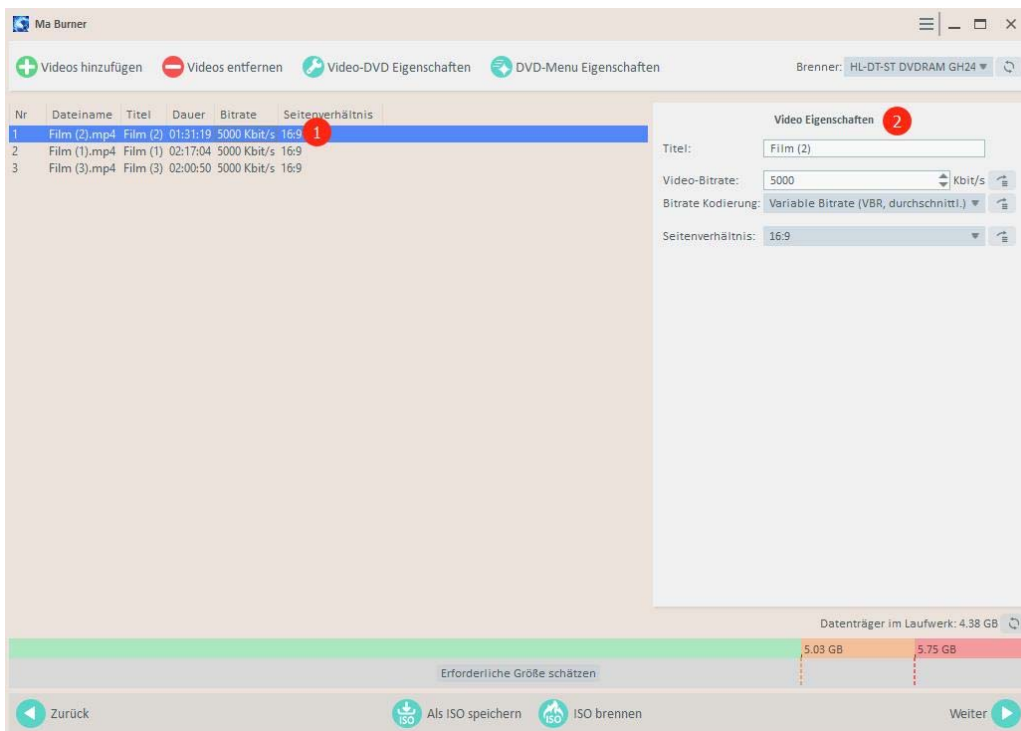 Ma Burner
Videos hinzufügen Videos entfernen Video-DVD Eigenschaften DVD-Menu Eigenschaften Brenner: HL-DT-ST DVDRAM GH24
Nr Dateiname Titel Dauer Bitrate Seitenverhältnis
1 Film (2).mp4 Film (2) 01:31:19 5000 Kbit/s 16:9 1
2 Film (1).mp4 Film (1) 02:17:04 5000 Kbit/s 16:9
3 Film (3).mp4 Film (3) 02:00:50 5000 Kbit/s 16:9
Video Eigenschaften 2
Titel: Film (2)
Video-Bitrate: 5000 Kbit/s
Bitrate Kodierung: Variable Bitrate (VBR, durchschnittl.)
Seitenverhältnis: 16:9
Datenträger im Laufwerk: 4.38 GB
5.03 GB 5.75 GB
Erforderliche Größe schätzen
Zurück ISO Als ISO speichern ISO ISO brennen Weiter